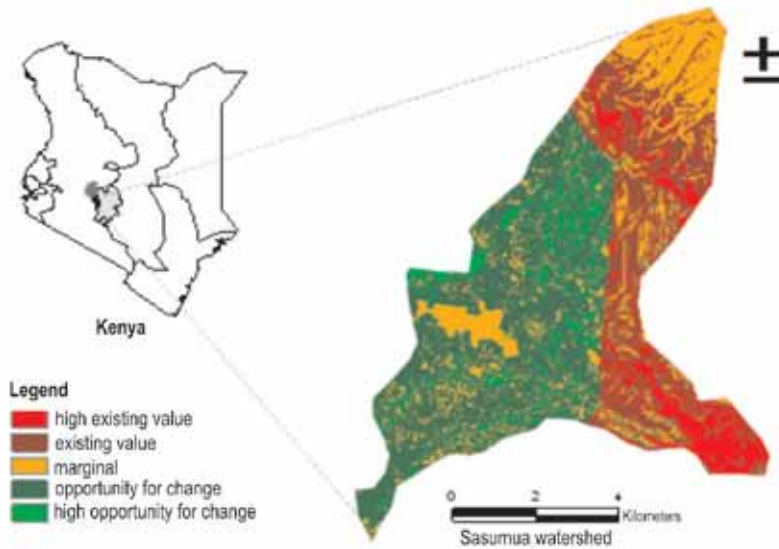 Kenya
Legend
high existing value
existing value
marginal
opportunity for change
high opportunity for change
0 2 4
Kilometers
Sasumua watershed